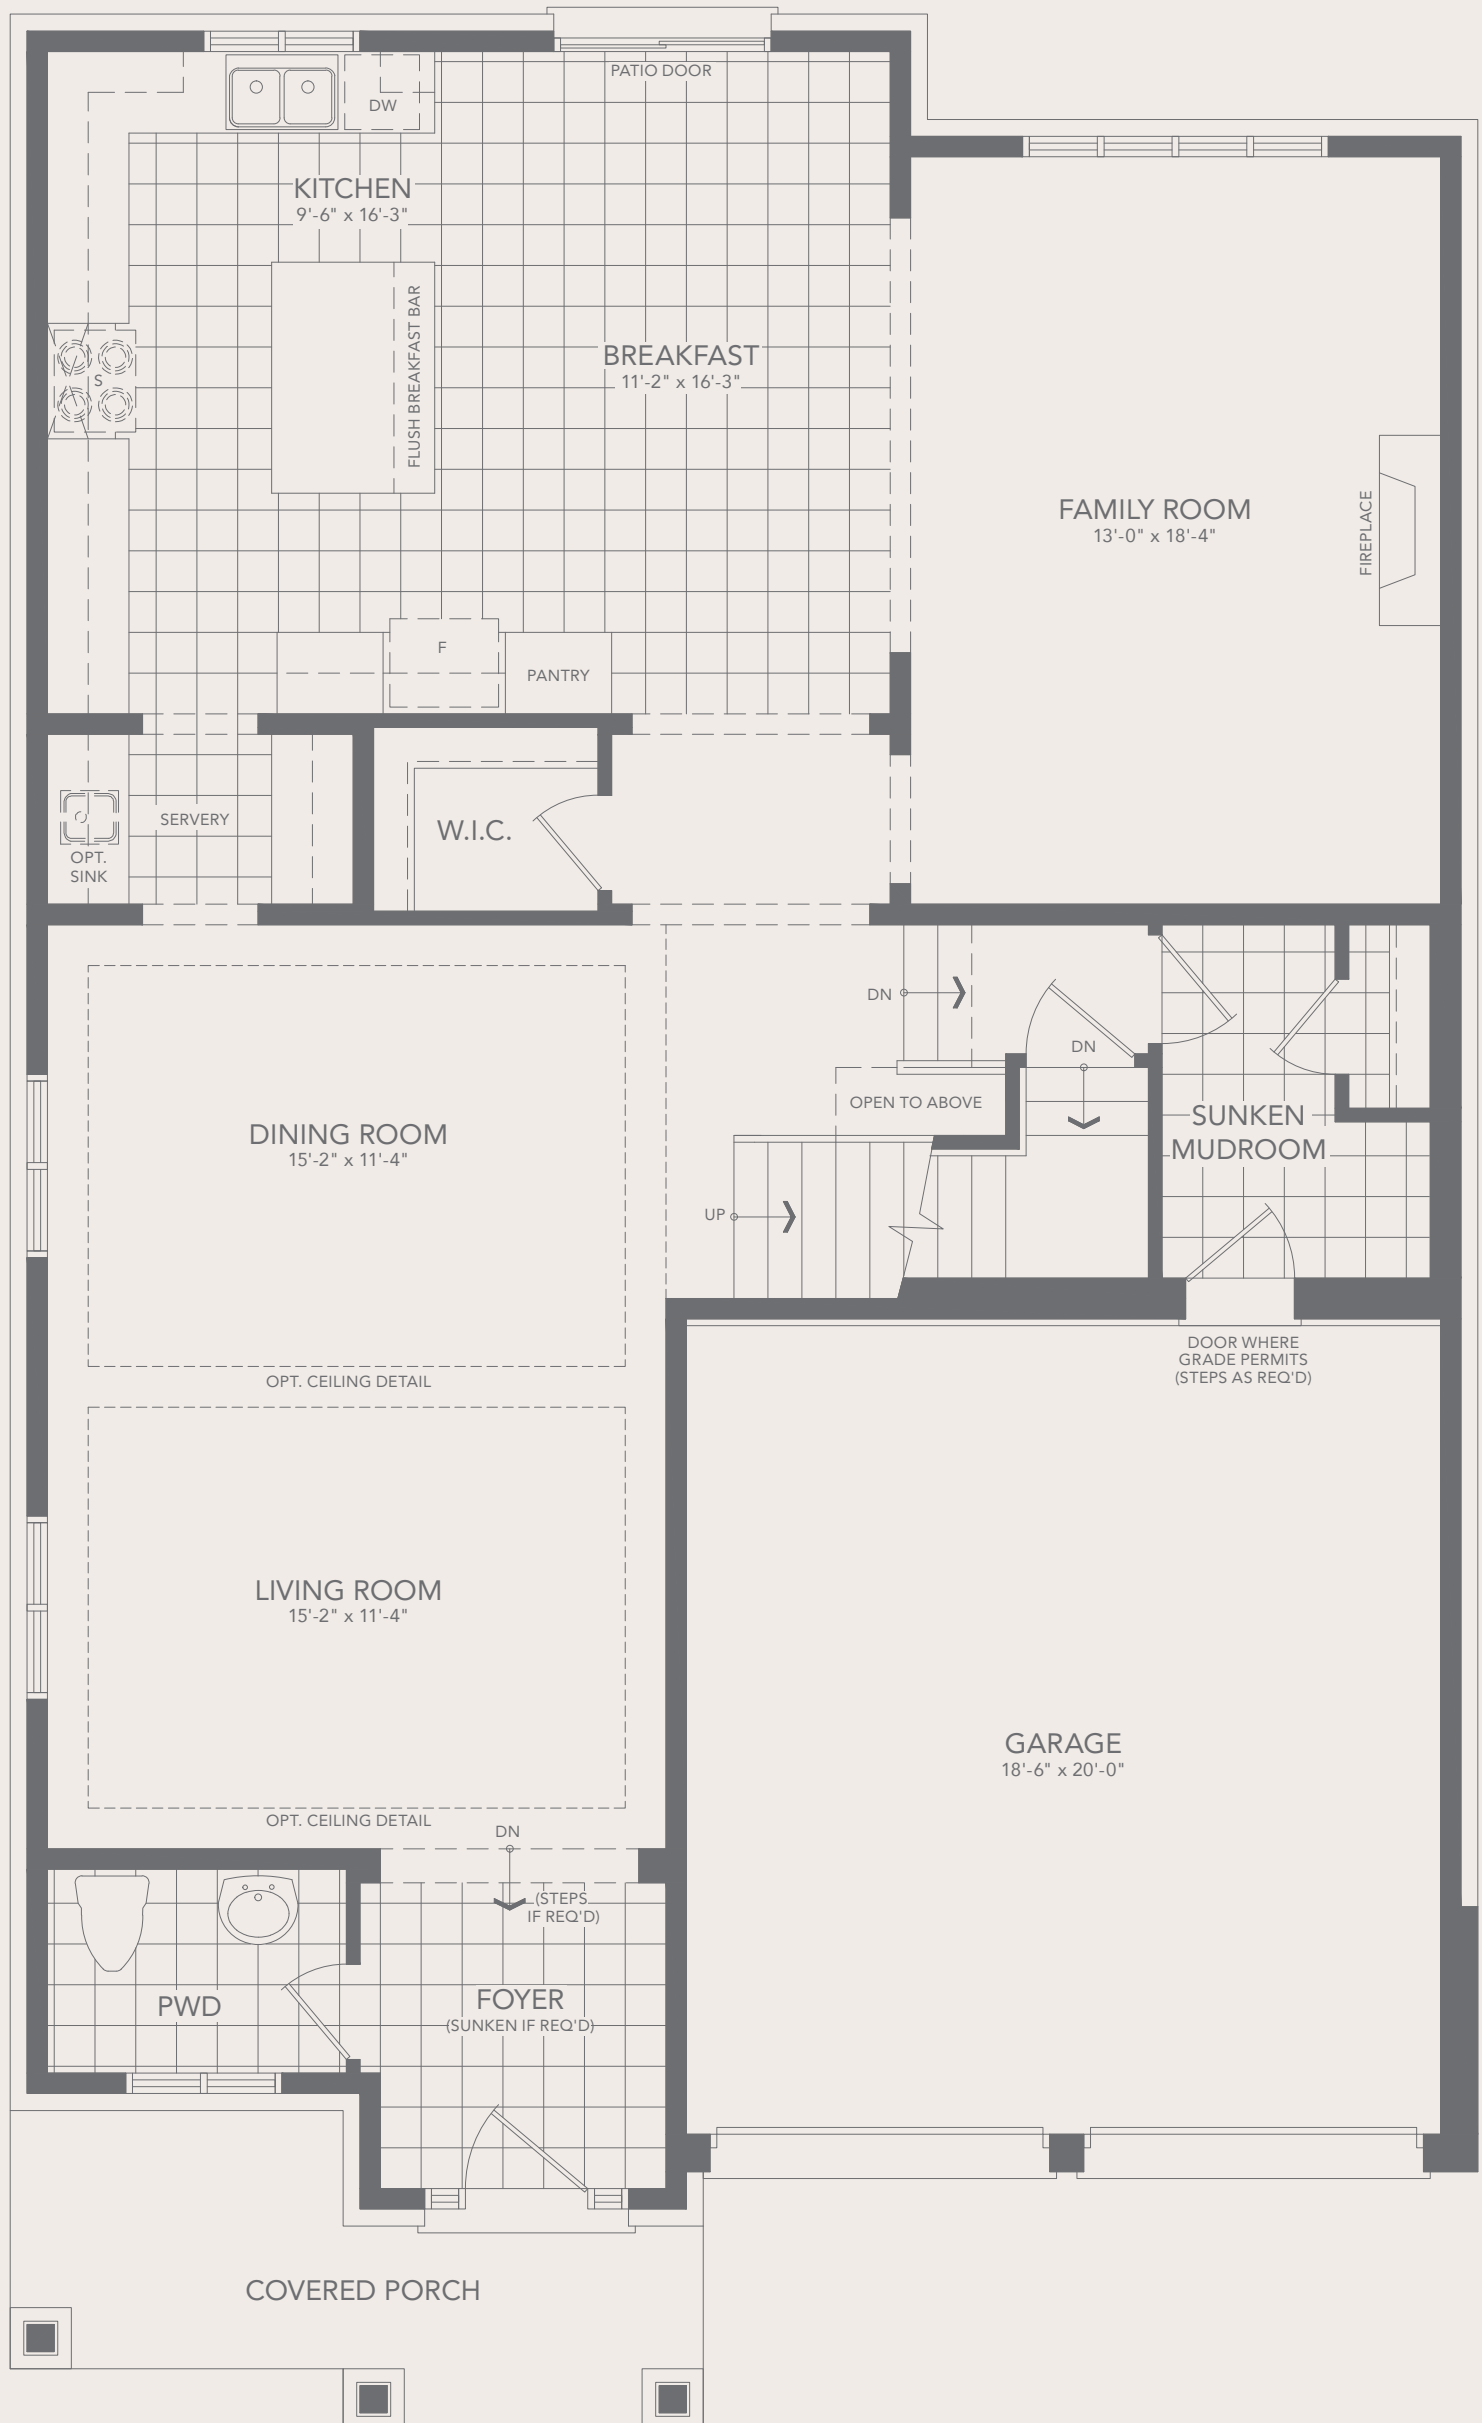 PATIO DOOR
DW
KITCHEN
9'-6" x 16'-3"
FLUSH BREAKFAST BAR
BREAKFAST
11'-2" x 16'-3"
S
FAMILY ROOM
13'-0" x 18'-4"
FIREPLACE
F
PANTRY
SERVERY
OPT.
SINK
W.I.C.
DN
DN
OPEN TO ABOVE
SUNKEN
MUDROOM
DINING ROOM
15'-2" x 11'-4"
UP
OPT. CEILING DETAIL
DOOR WHERE
GRADE PERMITS
(STEPS AS REQ'D)
LIVING ROOM
15'-2" x 11'-4"
GARAGE
18'-6" x 20'-0"
OPT. CEILING DETAIL
DN
(STEPS
IF REQ'D)
PWD
FOYER
(SUNKEN IF REQ'D)
COVERED PORCH